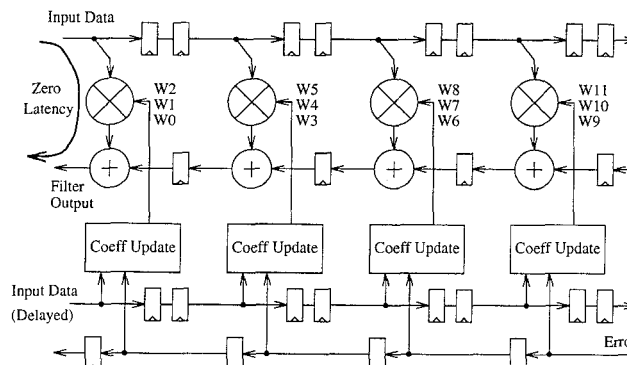 Input Data
Zero
Latency
W2
W1
W0
W5
W4
W3
W8
W7
W6
W11
W10
W9
Filter
Output
Coeff Update
Coeff Update
Coeff Update
Coeff Update
Input Data
(Delayed)
Erro